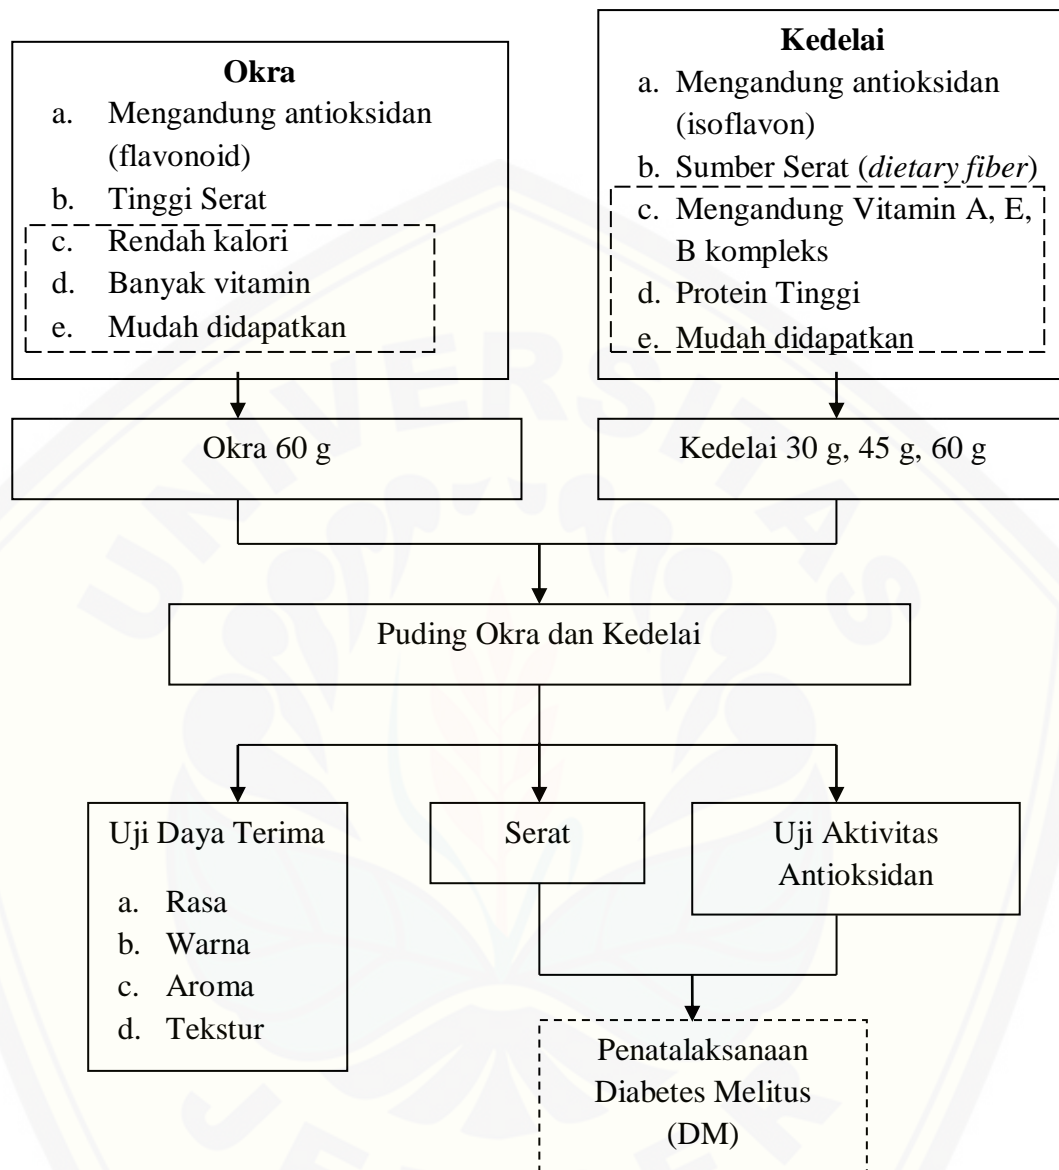 Okra
a. Mengandung antioksidan
(flavonoid)
b. Tinggi Serat
c. Rendah kalori
d. Banyak vitamin
e. Mudah didapatkan
Kedelai
a. Mengandung antioksidan
(isoflavon)
b. Sumber Serat (dietary fiber)
c. Mengandung Vitamin A, E,
B kompleks
d. Protein Tinggi
e. Mudah didapatkan
Okra 60 g
Kedelai 30 g, 45 g, 60 g
UNIVERSITAS
Puding Okra dan Kedelai
Uji Daya Terima
a. Rasa
b. Warna
c. Aroma
d. Tekstur
Serat
Uji Aktivitas
Antioksidan
Penatalaksanaan
Diabetes Melitus
(DM)